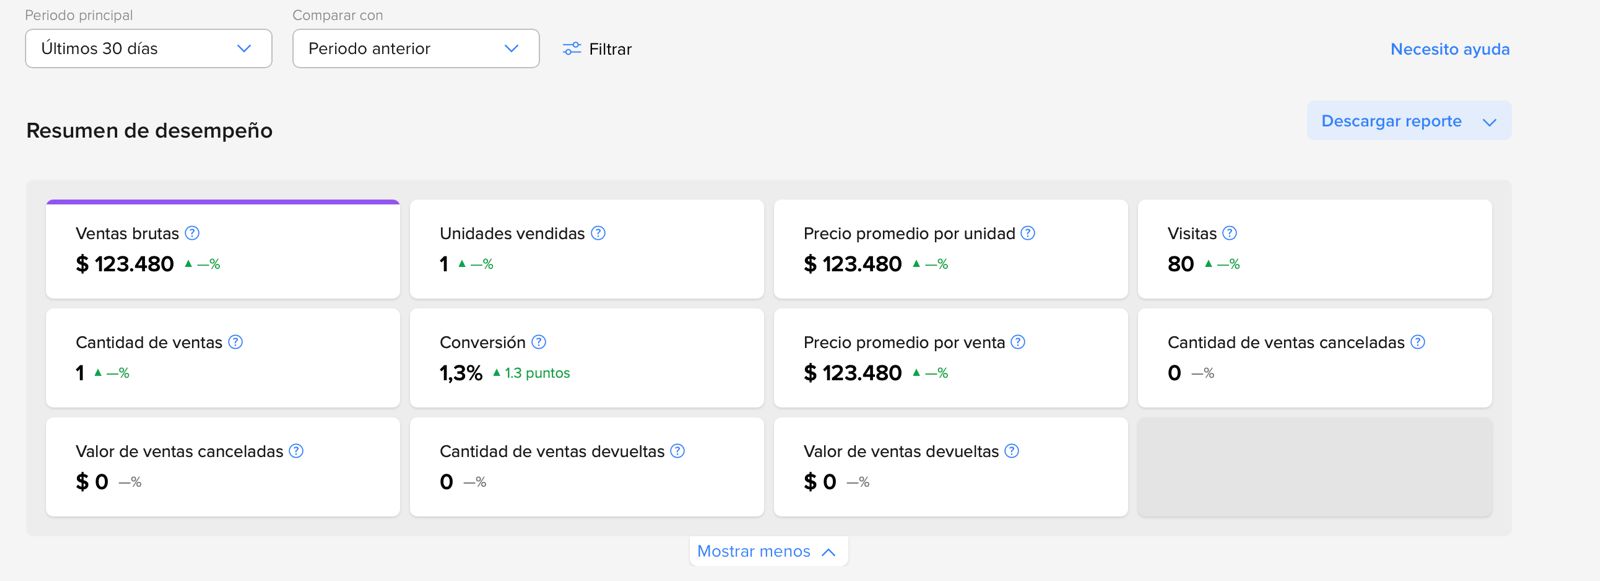 Periodo principal
Comparar con
Últimos 30 días
Periodo anterior
Filtrar
Necesito ayuda
Resumen de desempeño
Descargar reporte
Ventas brutas ?
$ 123.480 ▲ —%
Unidades vendidas ?
1 ▲ —%
Precio promedio por unidad ?
$ 123.480 ▲ —%
Visitas ?
80 ▲ —%
Cantidad de ventas ?
1 ▲ —%
Conversión ?
1,3% ▲ 1.3 puntos
Precio promedio por venta ?
$ 123.480 ▲ —%
Cantidad de ventas canceladas ?
0 —%
Valor de ventas canceladas ?
$ 0 —%
Cantidad de ventas devueltas ?
0 —%
Valor de ventas devueltas ?
$ 0 —%
Mostrar menos